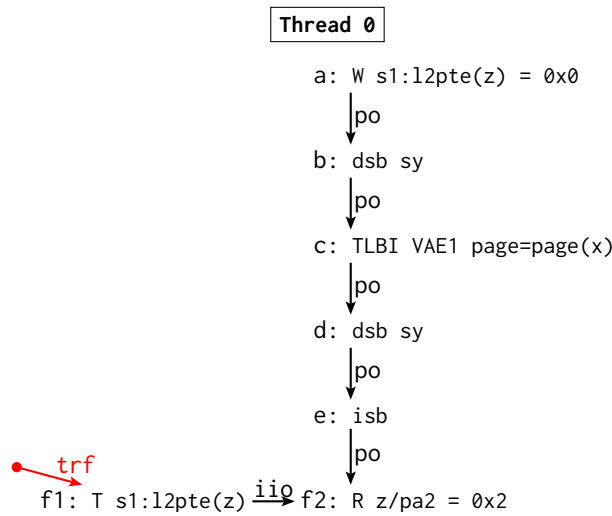 Thread 0
a: W s1:l2pte(z) = 0x0
po
b: dsb sy
po
c: TLBI VAE1 page=page(x)
po
d: dsb sy
po
e: isb
po
trf
f1: T s1:l2pte(z) iio f2: R z/pa2 = 0x2